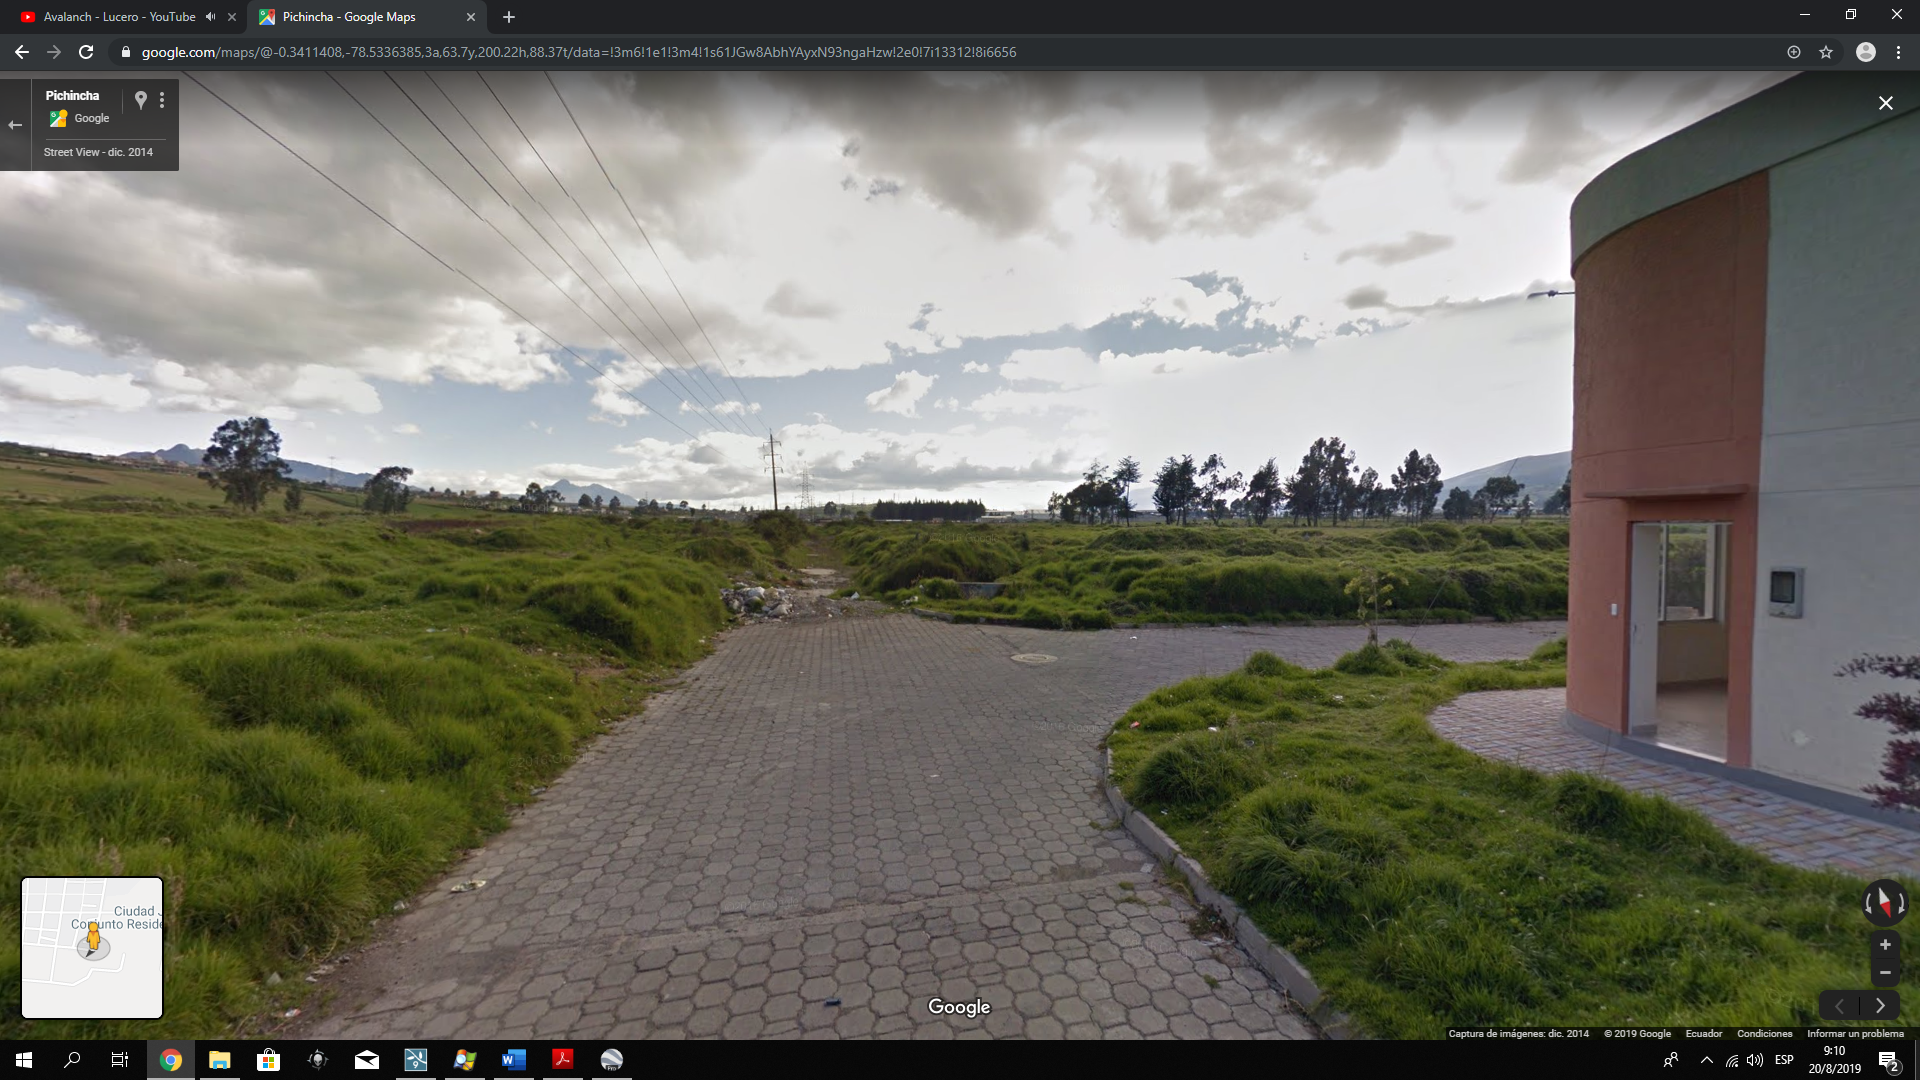 Avalanch - Lucero - YouTube
Pichincha - Google Maps
google.com/maps/@-0.3411408,-78.5336385,3a,63.7y,200.22h,88.37t/data=!3m6!1e1!3m4!1s61JGw8AbhYAyxN93ngaHzw!2e0!7i13312!8i6656
Pichincha
Google
Street View - dic. 2014
Ciudad J
Conjunto Reside
Google
Captura de imágenes: dic. 2014
© 2019 Google
Ecuador
Condiciones
Informar un problema
ESP
9:10
20/8/2019
2